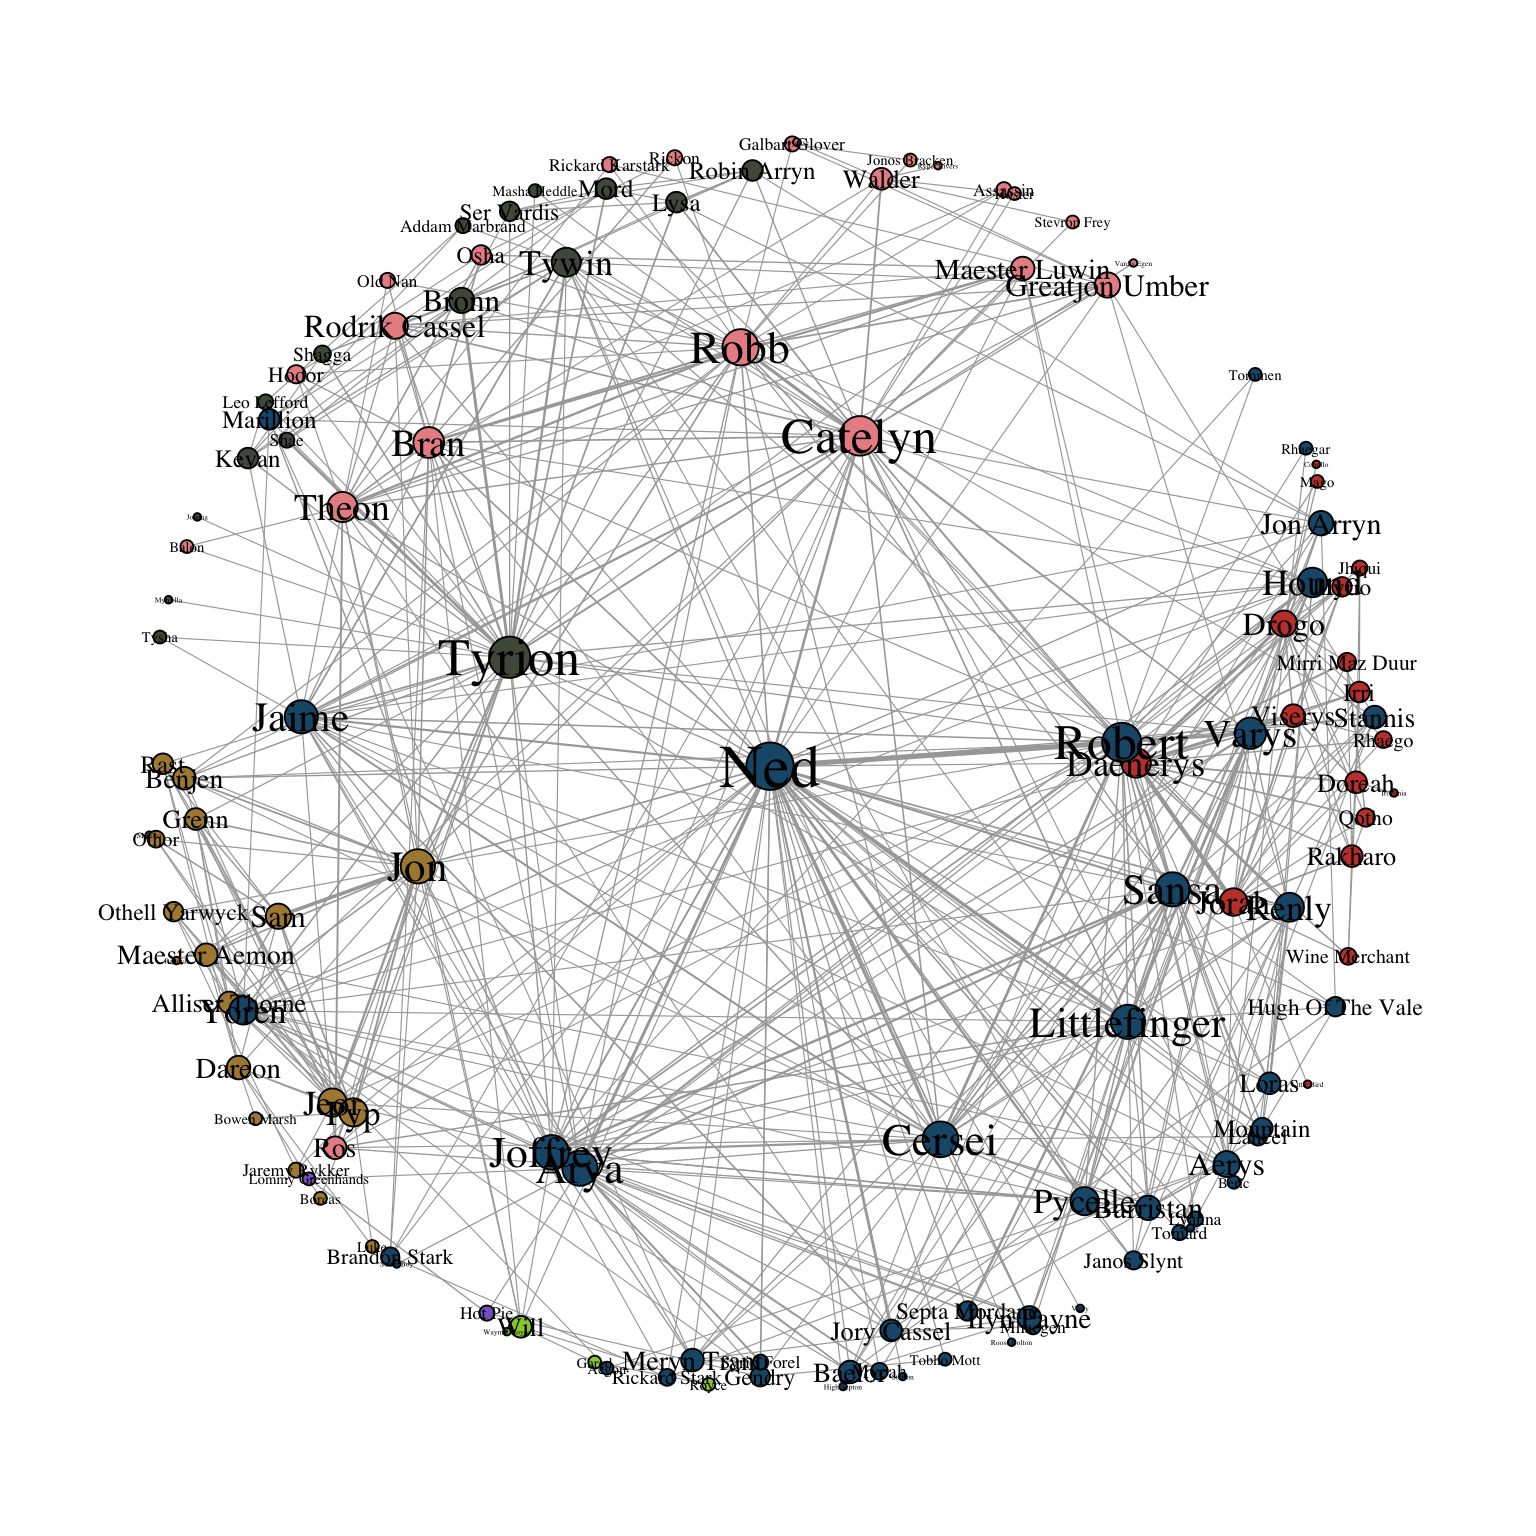 Galbart Glover
Rickon
Jonos Bracken
Rickard Karstark
Robin Arryn
Walder
Masha Heddle
Mord
Assassin
Lysa
Ser Vardis
Stevron Frey
Addam Marbrand
Osha
Tywin
Maester Luwin
Old Nan
Greatjon Umber
Bronn
Rodrik Cassel
Robb
Shagga
Hodor
Tommen
Leo Lefford
Marillion
Shae
Bran
Catelyn
Rhaegar
Kevan
Mago
Theon
Jon Arryn
Balon
Jhiqui
Hound
Drogo
Tysha
Tyrion
Mirri Maz Duur
Irri
Jaime
Viserys
Stannis
Robert
Varys
Rhaego
Rast
Ned
Daenerys
Benjen
Doreah
Grenn
Qotho
Othor
Rakharo
Jon
Sansa
Othell Yarwyck
Sam
Jorah
Renly
Maester Aemon
Wine Merchant
Alliser Thorne
Yoren
Hugh Of The Vale
Littlefinger
Dareon
Loras
Jeor
Bowen Marsh
Pyp
Mountain
Lancel
Ros
Cersei
Joffrey
Arya
Aerys
Jaremy Rykker
Lommy Greenhands
Beric
Borcas
Pycelle
Barristan
Lyanna
Tomard
Luke
Brandon Stark
Janos Slynt
Hot Pie
Will
Septa Mordane
Ilyn Payne
Jory Cassel
Roose Bolton
Meryn Trant
Syrio Forel
Tobho Mott
Gared
Rickard Stark
Gendry
Baelor
Royce